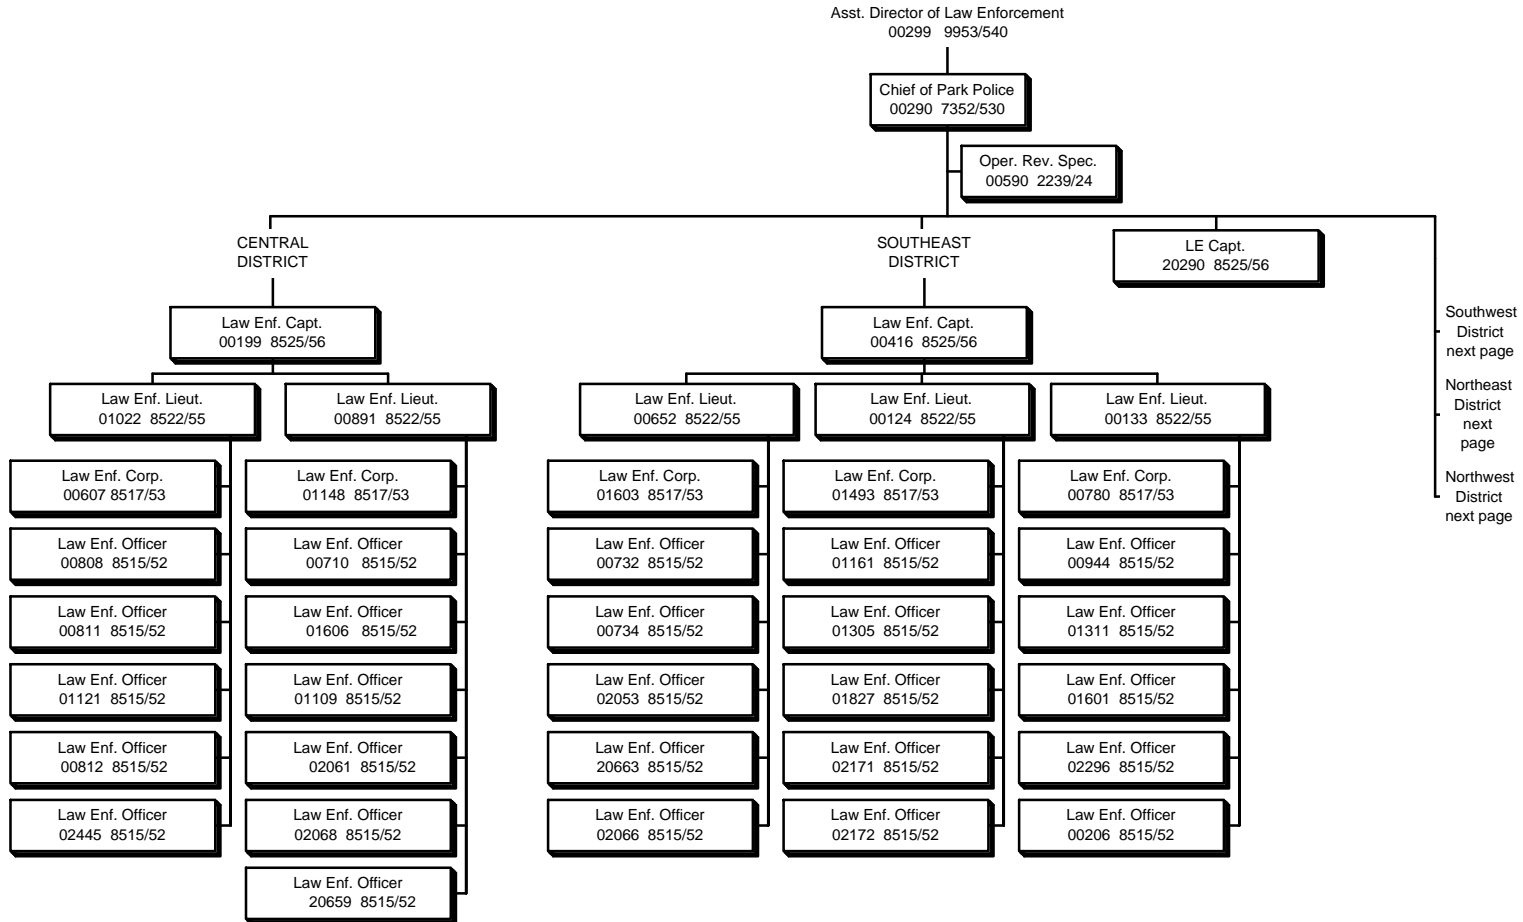 Asst. Director of Law Enforcement
00299 9953/540
Chief of Park Police
00290 7352/530
Oper. Rev. Spec.
00590 2239/24
CENTRAL
DISTRICT
SOUTHEAST
DISTRICT
LE Capt.
20290 8525/56
Southwest
District
next page
Northeast
District
next
page
Northwest
District
next page
Law Enf. Capt.
00199 8525/56
Law Enf. Lieut.
01022 8522/55
Law Enf. Corp.
00607 8517/53
Law Enf. Officer
00808 8515/52
Law Enf. Officer
00811 8515/52
Law Enf. Officer
01121 8515/52
Law Enf. Officer
00812 8515/52
Law Enf. Officer
02445 8515/52
Law Enf. Lieut.
00891 8522/55
Law Enf. Corp.
01148 8517/53
Law Enf. Officer
00710 8515/52
Law Enf. Officer
01606 8515/52
Law Enf. Officer
01109 8515/52
Law Enf. Officer
02061 8515/52
Law Enf. Officer
02068 8515/52
Law Enf. Officer
20659 8515/52
Law Enf. Capt.
00416 8525/56
Law Enf. Lieut.
00652 8522/55
Law Enf. Corp.
01603 8517/53
Law Enf. Officer
00732 8515/52
Law Enf. Officer
00734 8515/52
Law Enf. Officer
02053 8515/52
Law Enf. Officer
20663 8515/52
Law Enf. Officer
02066 8515/52
Law Enf. Lieut.
00124 8522/55
Law Enf. Corp.
01493 8517/53
Law Enf. Officer
01161 8515/52
Law Enf. Officer
01305 8515/52
Law Enf. Officer
01827 8515/52
Law Enf. Officer
02171 8515/52
Law Enf. Officer
02172 8515/52
Law Enf. Lieut.
00133 8522/55
Law Enf. Corp.
00780 8517/53
Law Enf. Officer
00944 8515/52
Law Enf. Officer
01311 8515/52
Law Enf. Officer
01601 8515/52
Law Enf. Officer
02296 8515/52
Law Enf. Officer
00206 8515/52